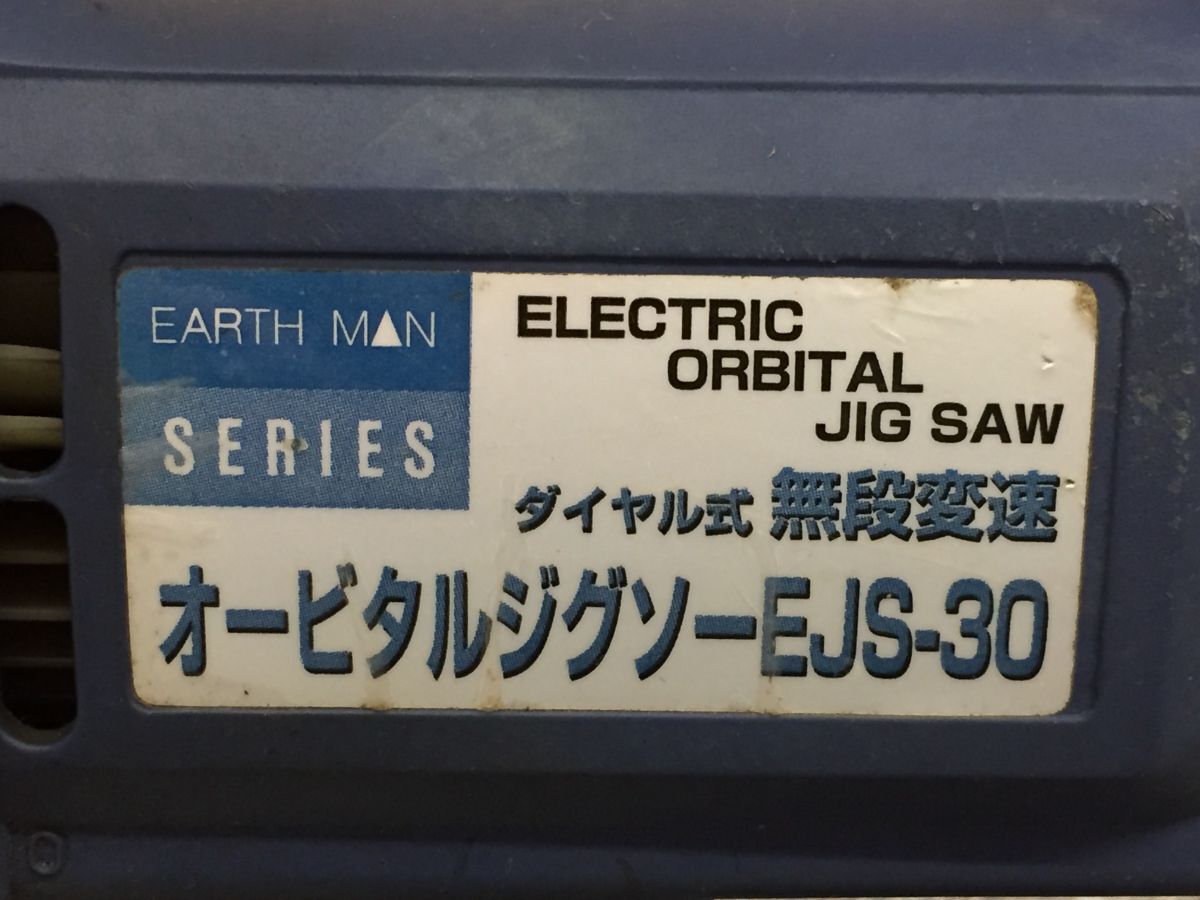 EARTH MAN
SERIES
ELECTRIC
ORBITAL
JIG SAW
ダイヤル式 無段変速
オービタルジグソーEJS-30